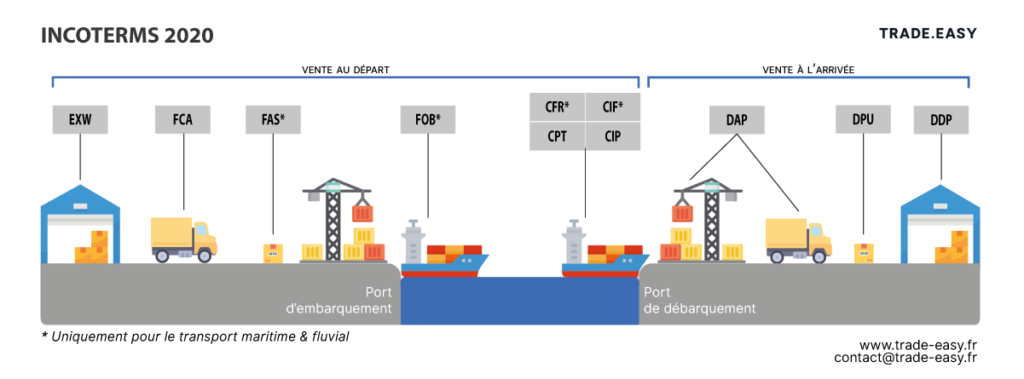 INCOTERMS 2020
TRADE.EASY
VENTE AU DÉPART
VENTE À L'ARRIVÉE
EXW
FCA
FAS*
FOB*
CFR*
CIF*
CPT
CIP
DAP
DPU
DDP
Port
d'embarquement
Port
de débarquement
* Uniquement pour le transport maritime & fluvial
www.trade-easy.fr
contact@trade-easy.fr